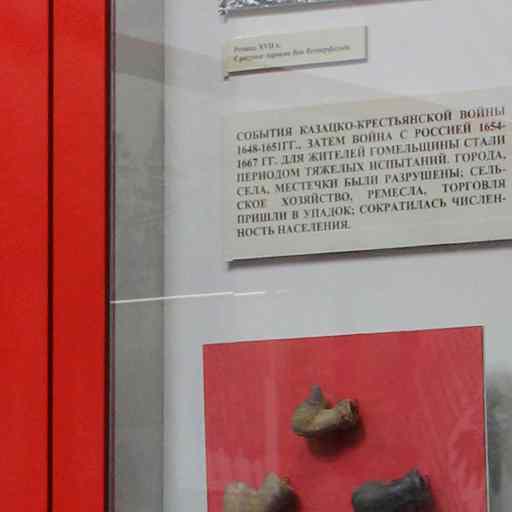 XVII в.
СОБЫТИЯ КАЗАЦКО-КРЕСТЬЯНСКОЙ ВОЙНЫ
1648-1651ГГ., ЗАТЕМ ВОЙНА С РОССИЕЙ 1654-
1667 ГГ. ДЛЯ ЖИТЕЛЕЙ ГОМЕЛЬЩИНЫ СТАЛИ
ПЕРИОДОМ ТЯЖЕЛЫХ ИСПЫТАНИЙ. ГОРОДА,
СЕЛА, МЕСТЕЧКИ БЫЛИ РАЗРУШЕНЫ; СЕЛЬ-
СКОЕ ХОЗЯЙСТВО, РЕМЕСЛА, ТОРГОВЛЯ
ПРИШЛИ В УПАДОК; СОКРАТИЛАСЬ ЧИСЛЕН-
НОСТЬ НАСЕЛЕНИЯ.